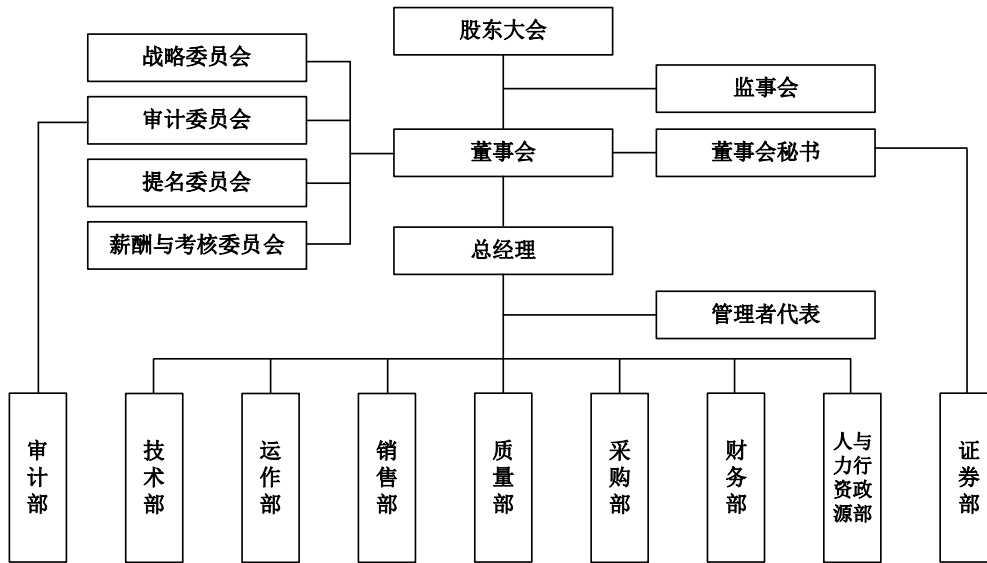 股东大会
战略委员会
监事会
审计委员会
董事会
董事会秘书
提名委员会
薪酬与考核委员会
总经理
管理者代表
审计部
技术部
运作部
销售部
质量部
采购部
财务部
人力资源
与行政部
证券部